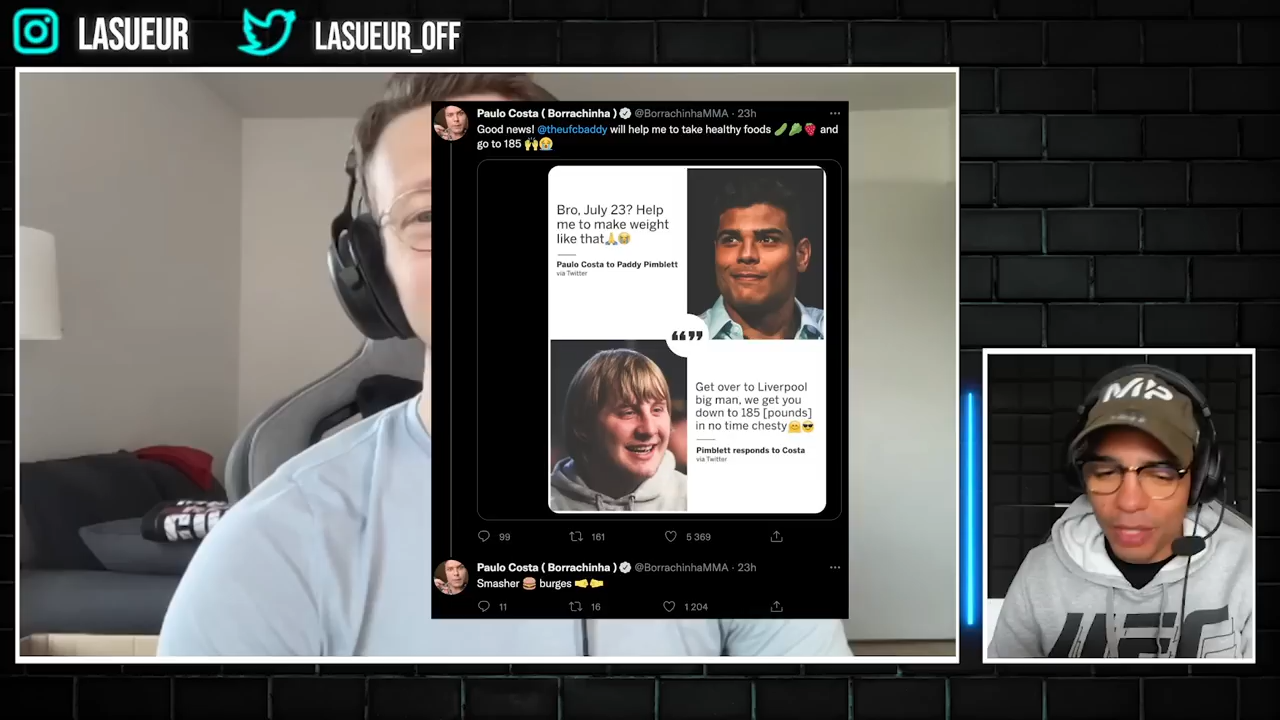 LASUEUR
LASUEUR_OFF
Paulo Costa ( Borrachinha ) @BorrachinhaMMA · 23h
Good news! @theufcbaddy will help me to take healthy foods 🥒🥬🍓 and
go to 185 🙌😭
Bro, July 23? Help
me to make weight
like that🙏😭
Paulo Costa to Paddy Pimblett
via Twitter
Get over to Liverpool
big man, we get you
down to 185 [pounds]
in no time chesty🤗😎
Pimblett responds to Costa
via Twitter
99 161 5 369
Paulo Costa ( Borrachinha ) @BorrachinhaMMA · 23h
Smasher 🍔 burges 🤜🤛
11 16 1 204
UFC